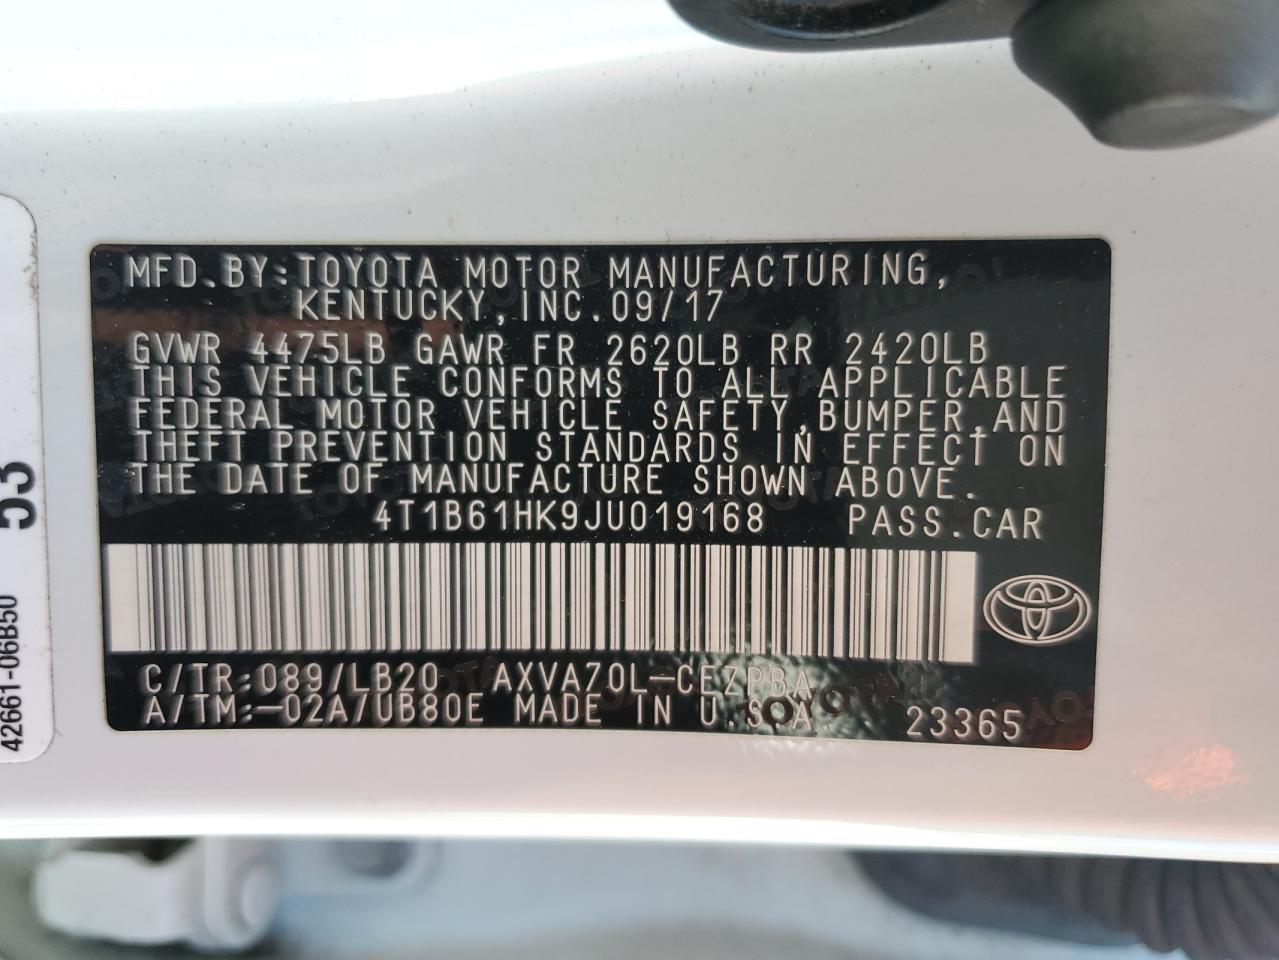 MFD.BY:TOYOTA MOTOR MANUFACTURING,
KENTUCKY,INC.09/17
GVWR 4475LB GAWR FR 2620LB RR 2420LB
THIS VEHICLE CONFORMS TO ALL APPLICABLE
FEDERAL MOTOR VEHICLE SAFETY,BUMPER,AND
THEFT PREVENTION STANDARDS IN EFFECT ON
THE DATE OF MANUFACTURE SHOWN ABOVE.
4T1B61HK9JU019168 PASS.CAR
C/TR:089/LB20 AXVA70L-CEZPBA
A/TM:-02A/UB80E MADE IN U.S.A. 23365
53
42661-06B50